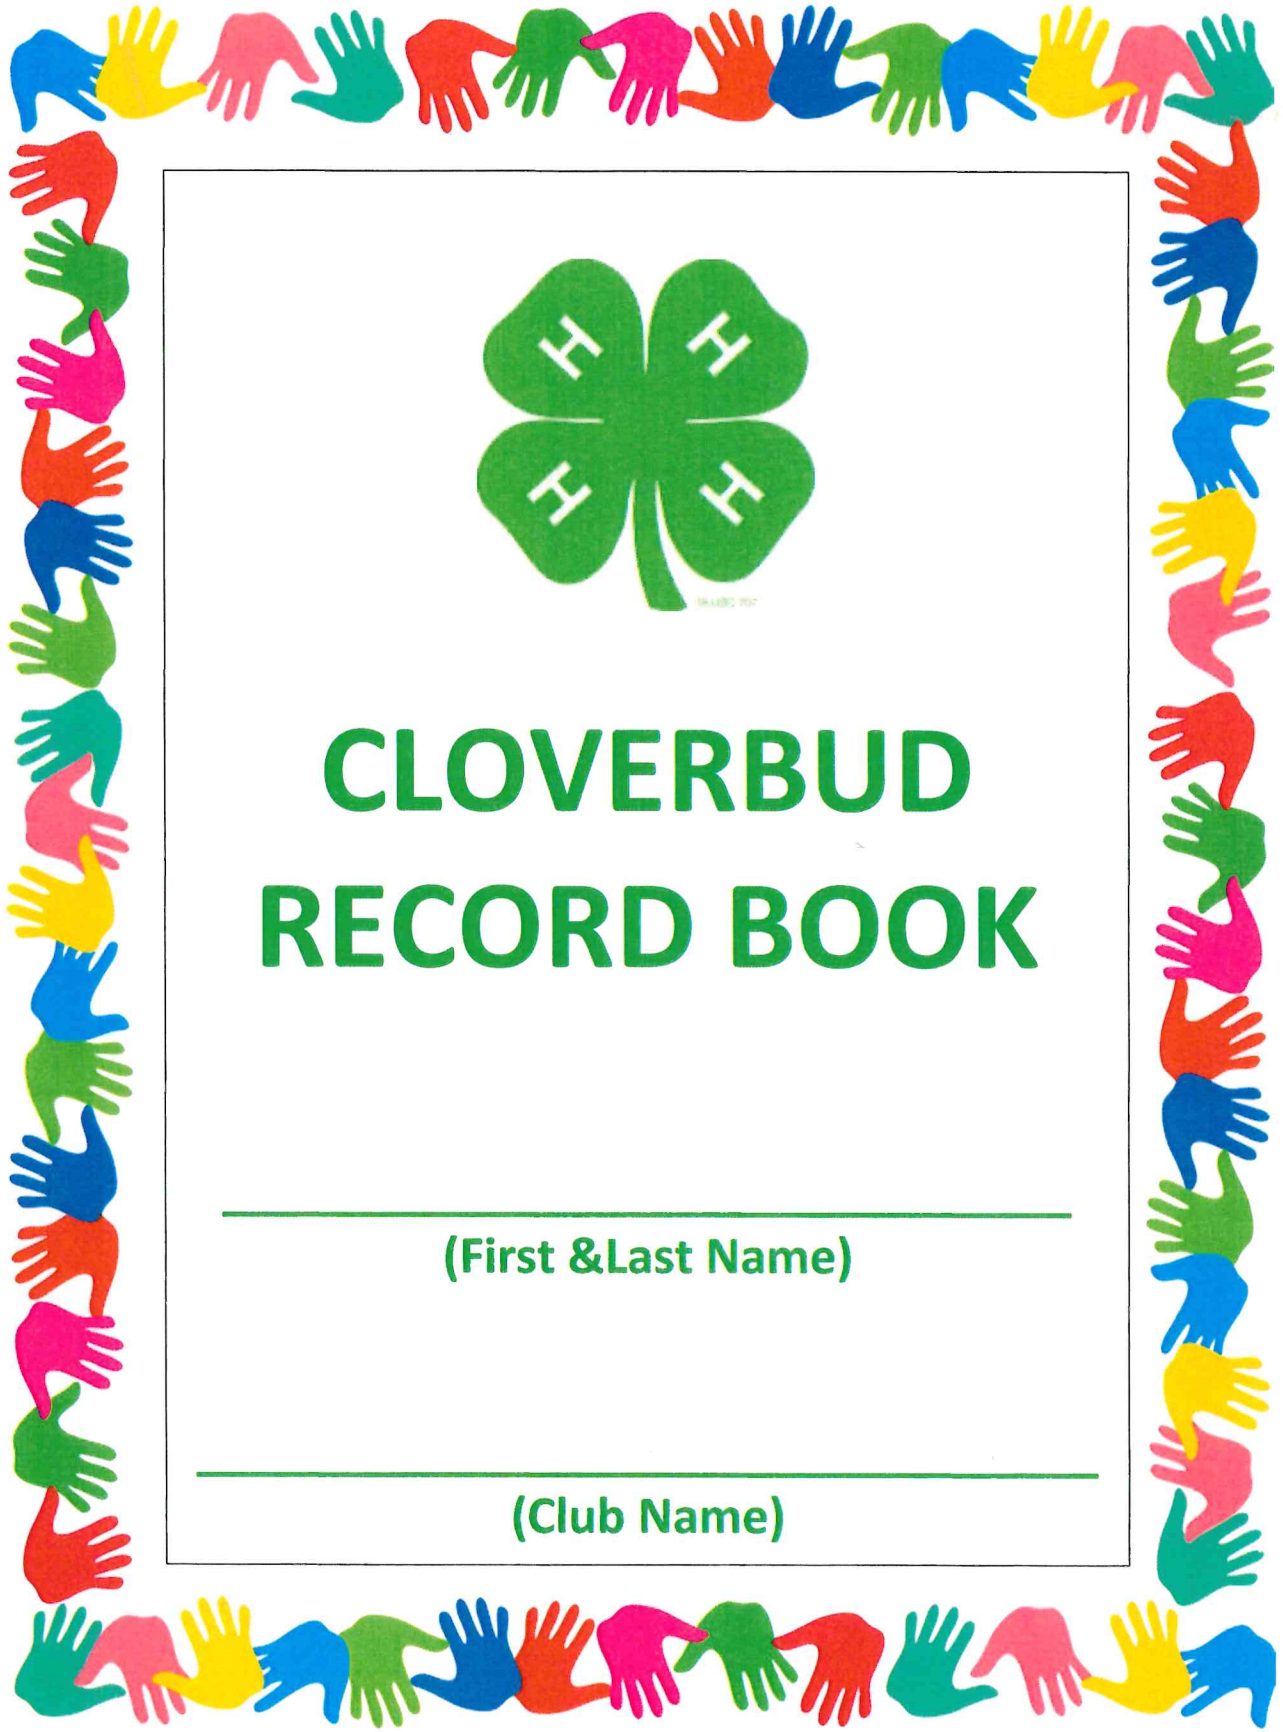 H H
H H
CLOVERBUD
RECORD BOOK
(First &Last Name)
(Club Name)